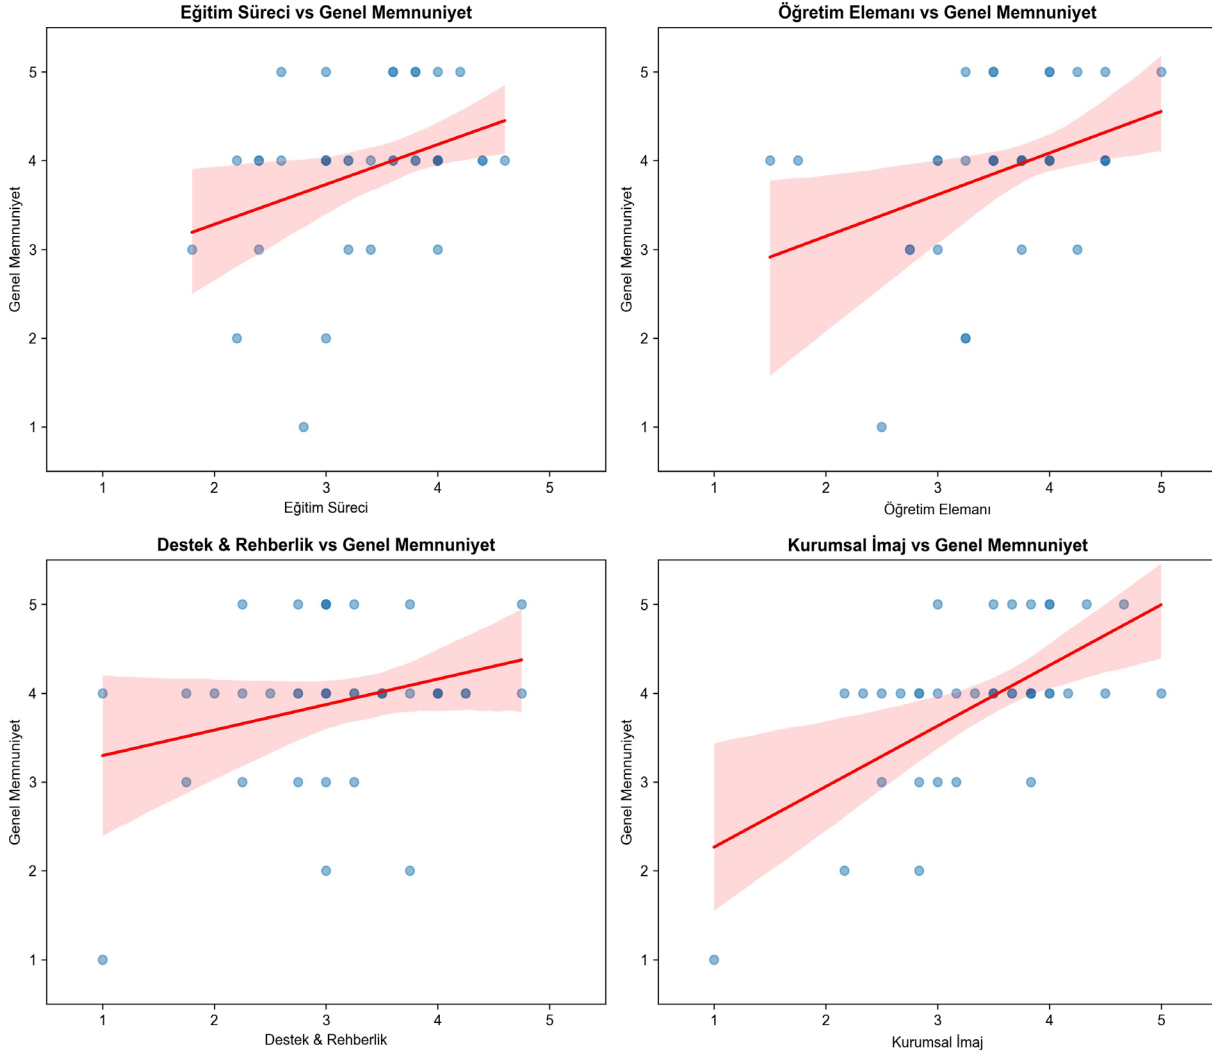 Eğitim Süreci vs Genel Memnuniyet
Genel Memnuniyet
5
4
3
2
1
1 2 3 4 5
Eğitim Süreci
Öğretim Elemanı vs Genel Memnuniyet
Genel Memnuniyet
5
4
3
2
1
1 2 3 4 5
Öğretim Elemanı
Destek & Rehberlik vs Genel Memnuniyet
Genel Memnuniyet
5
4
3
2
1
1 2 3 4 5
Destek & Rehberlik
Kurumsal İmaj vs Genel Memnuniyet
Genel Memnuniyet
5
4
3
2
1
1 2 3 4 5
Kurumsal İmaj